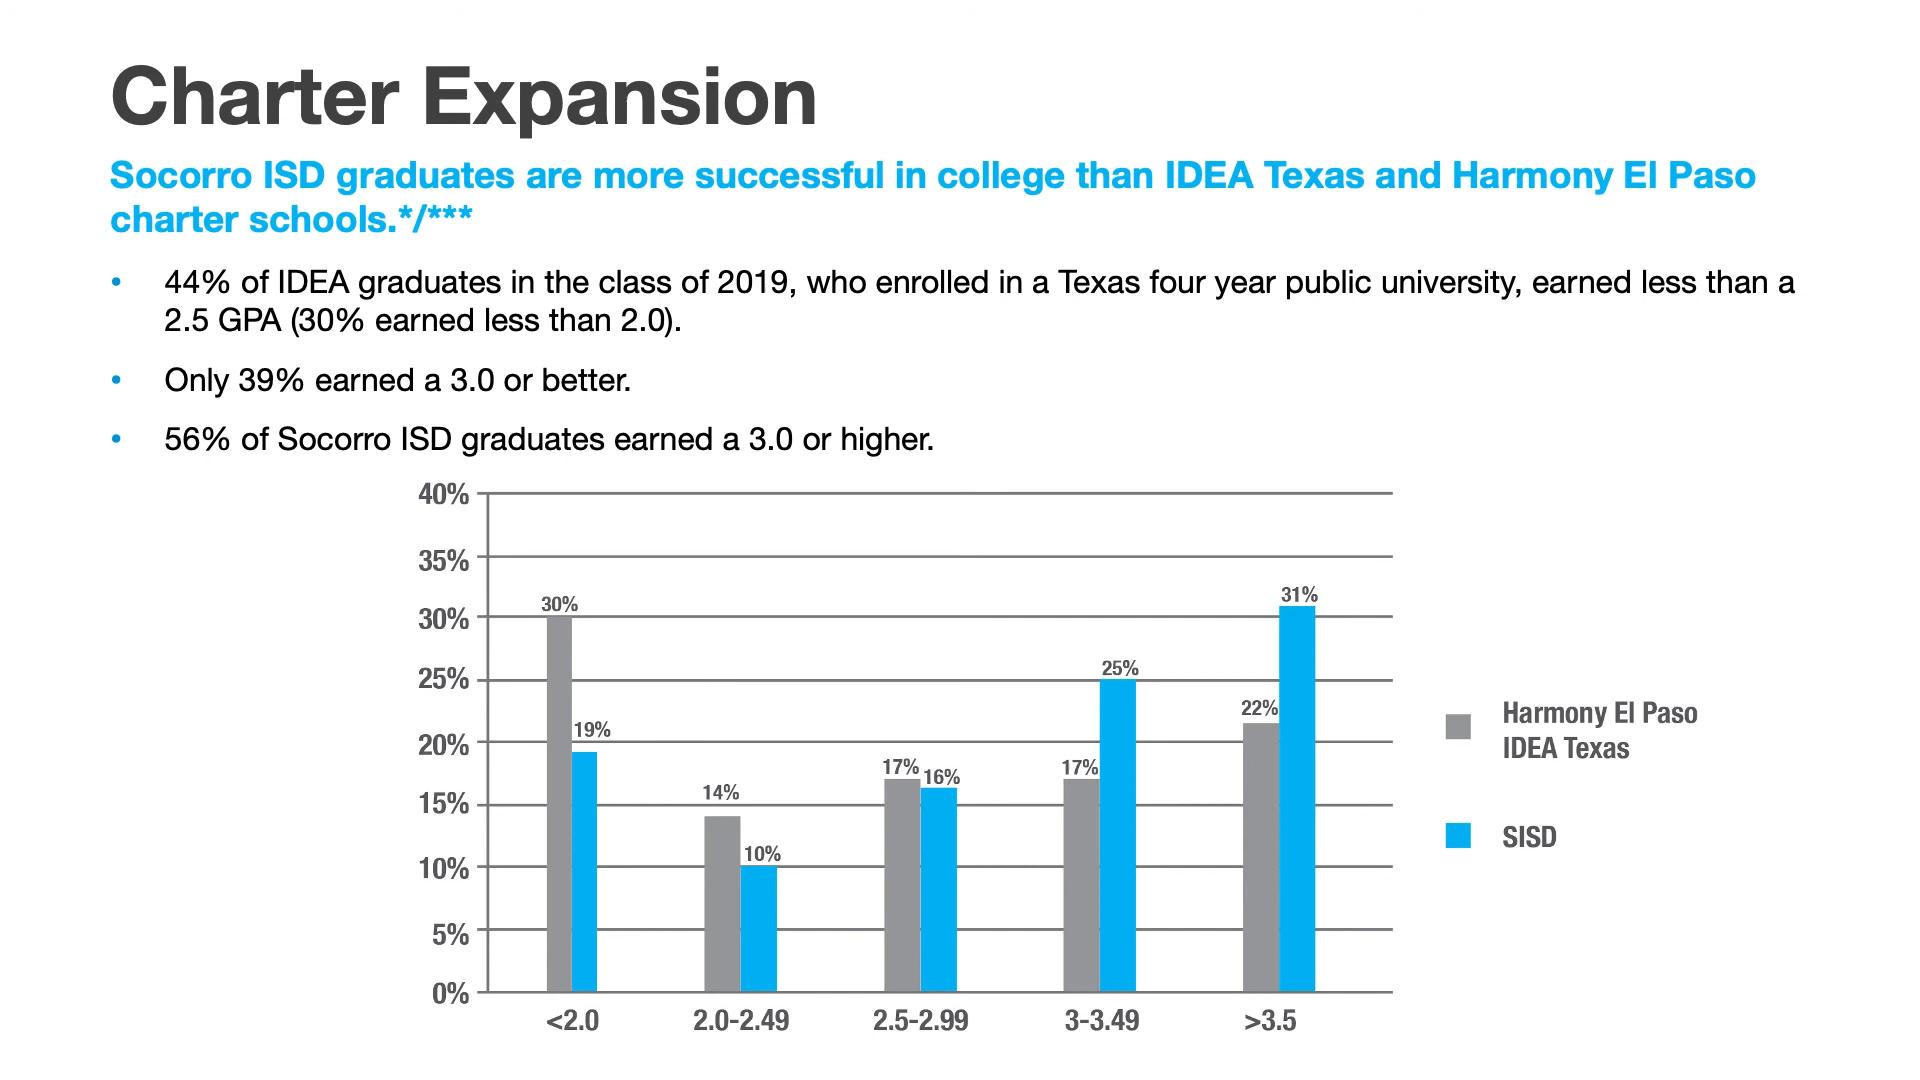 Charter Expansion
Socorro ISD graduates are more successful in college than IDEA Texas and Harmony El Paso
charter schools.*/***
• 44% of IDEA graduates in the class of 2019, who enrolled in a Texas four year public university, earned less than a
2.5 GPA (30% earned less than 2.0).
• Only 39% earned a 3.0 or better.
• 56% of Socorro ISD graduates earned a 3.0 or higher.
40%
35%
30%
25%
20%
15%
10%
5%
0%
30%
19%
14%
10%
17%
16%
17%
25%
22%
31%
<2.0
2.0-2.49
2.5-2.99
3-3.49
>3.5
Harmony El Paso
IDEA Texas
SISD